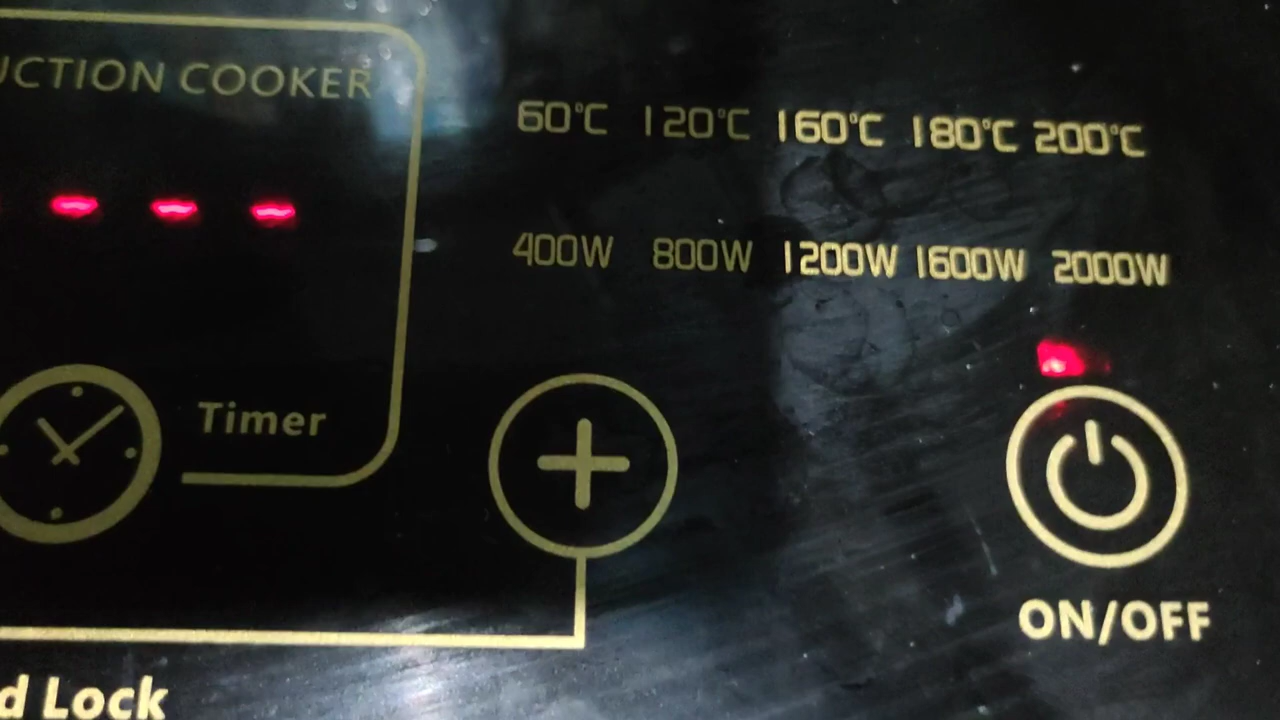 UCTION COOKER
60°C 120°C 160°C 180°C 200°C
- - -
400W 800W 1200W 1600W 2000W
Timer
ON/OFF
d Lock